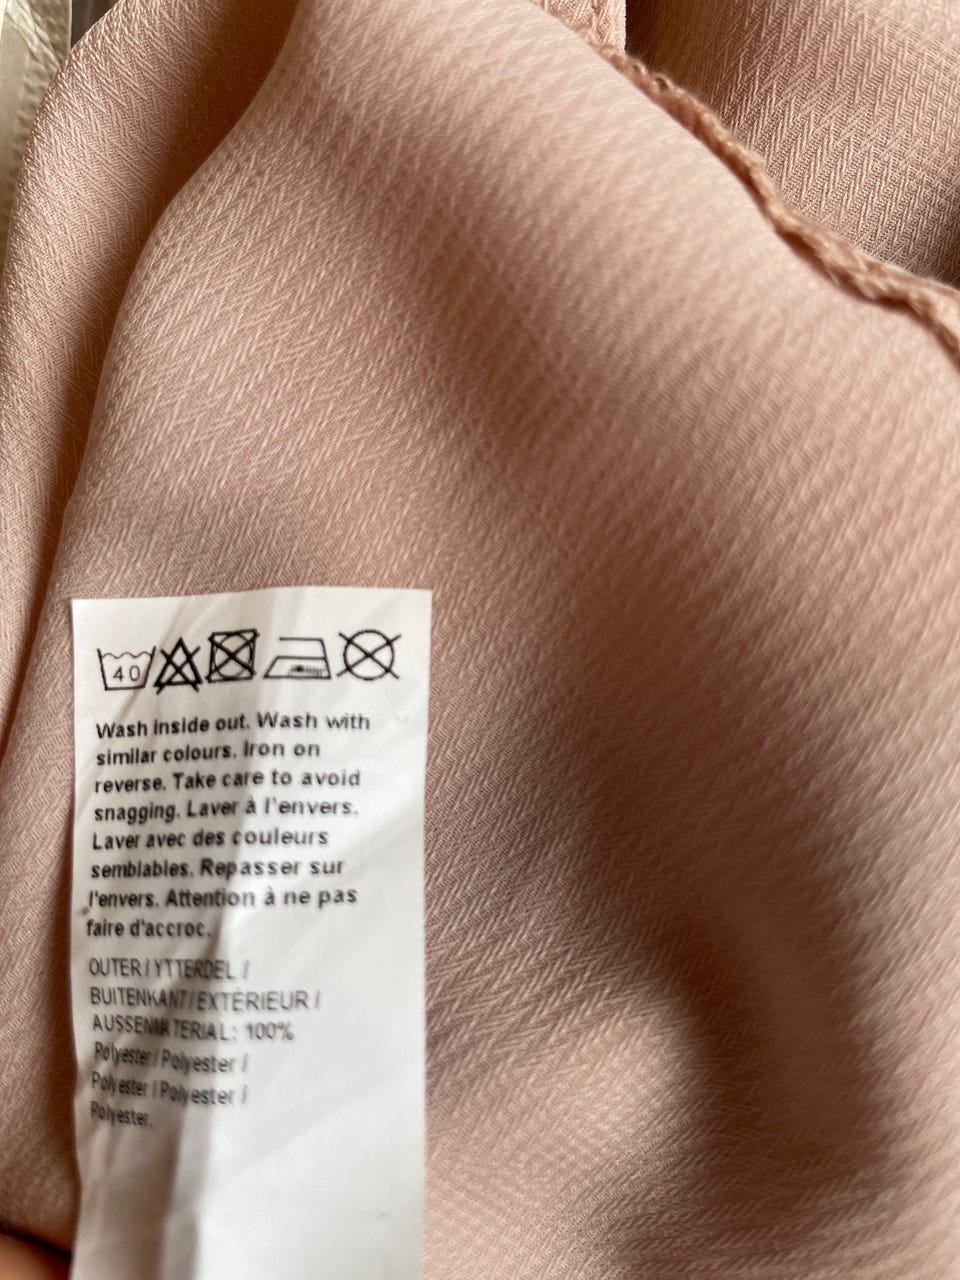 40
Wash inside out. Wash with
similar colours. Iron on
reverse. Take care to avoid
snagging. Laver à l'envers.
Laver avec des couleurs
semblables. Repasser sur
l'envers. Attention à ne pas
faire d'accroc.
OUTER / YTTERDEL /
BUITENKANT / EXTÉRIEUR /
AUSSENMATERIAL: 100%
Polyester / Polyester /
Polyester / Polyester /
Polyester.